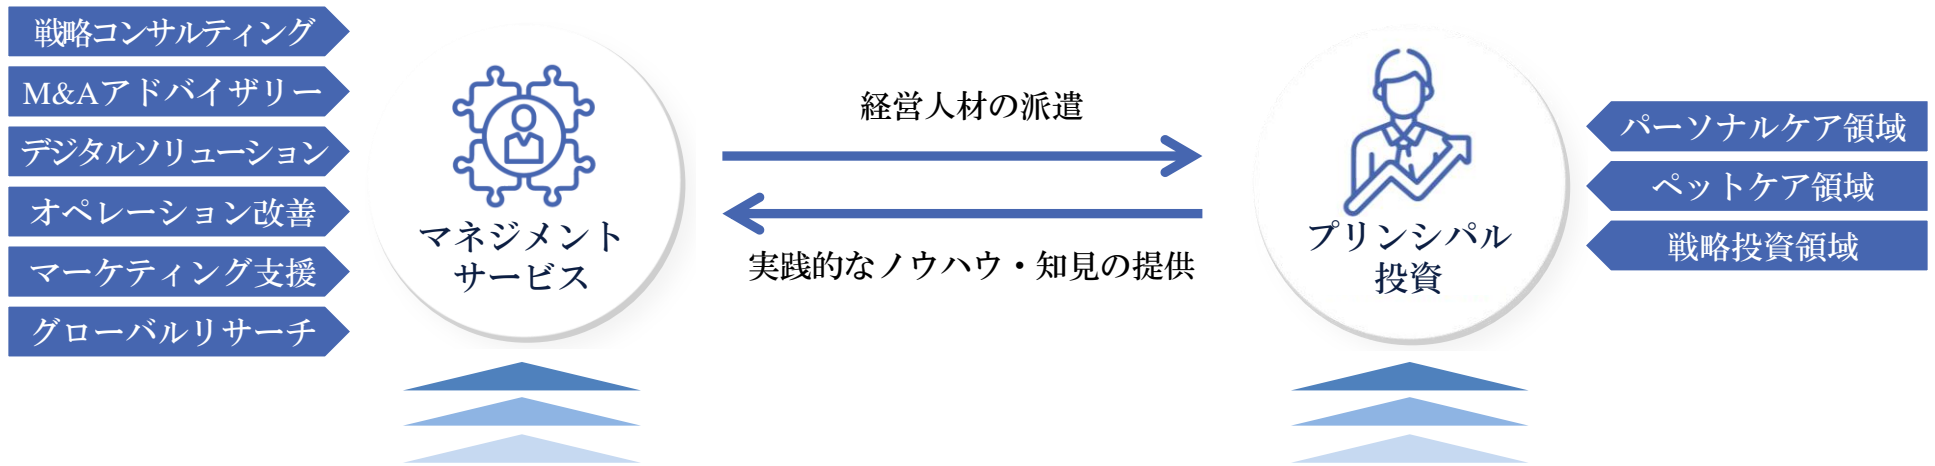 戦略コンサルティング
M&Aアドバイザリー
デジタルソリューション
オペレーション改善
マーケティング支援
グローバルリサーチ
マネジメント
サービス
経営人材の派遣
実践的なノウハウ・知見の提供
プリンシパル
投資
パーソナルケア領域
ペットケア領域
戦略投資領域